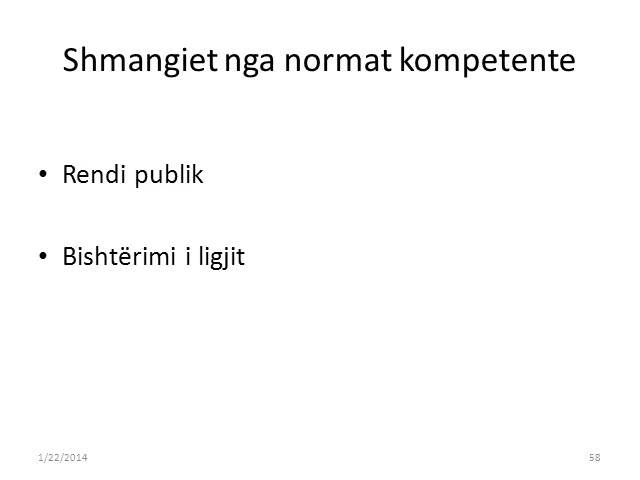 Shmangiet nga normat kompetente
• Rendi publik
• Bishtërimi i ligjit
1/22/2014
58